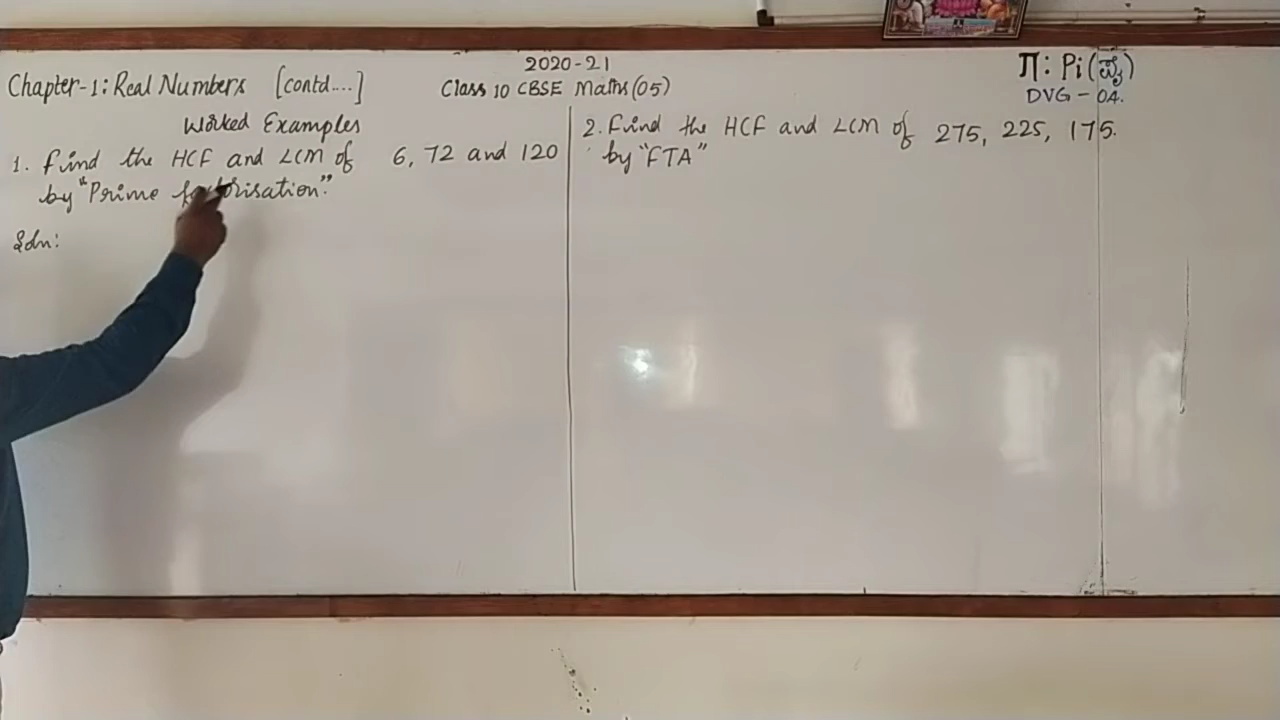 2020-21
Chapter-1: Real Numbers [contd....]
Class 10 CBSE Maths (05)
Π: Pi (ಪೈ)
DVG - 04.
Worked Examples
1. Find the HCF and LCM of 6, 72 and 120
by "Prime factorisation".
Soln:
2. Find the HCF and LCM of 275, 225, 175.
by "FTA"